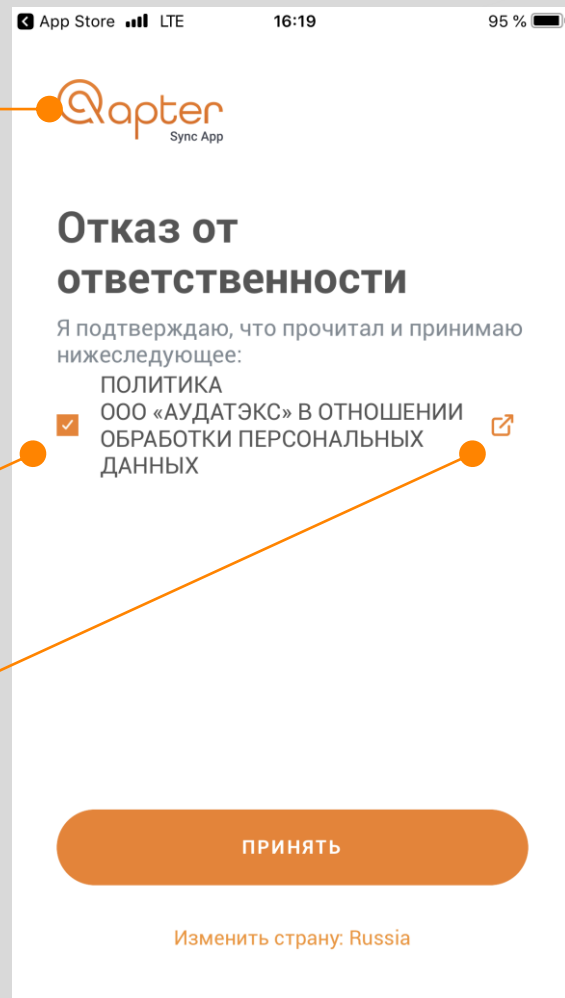 App Store LTE 16:19 95 %
Qapter
Sync App
Отказ от
ответственности
Я подтверждаю, что прочитал и принимаю
нижеследующее:
ПОЛИТИКА
ООО «АУДАТЭКС» В ОТНОШЕНИИ
ОБРАБОТКИ ПЕРСОНАЛЬНЫХ
ДАННЫХ
ПРИНЯТЬ
Изменить страну: Russia